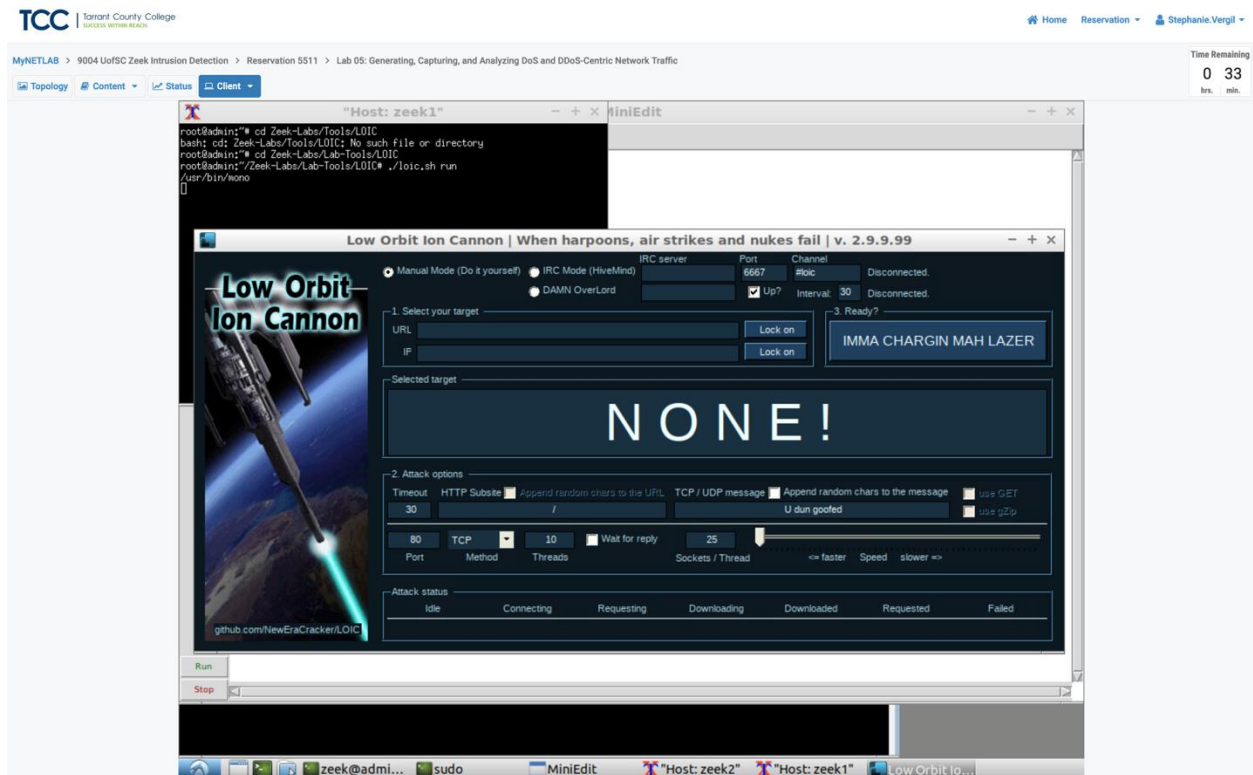 TCC Tarrant County College
SUCCESS WITHIN REACH.
Home Reservation Stephanie.Vergil
MyNETLAB > 9004 UofSC Zeek Intrusion Detection > Reservation 5511 > Lab 05: Generating, Capturing, and Analyzing DoS and DDoS-Centric Network Traffic
Time Remaining
0 33
hrs. min.
Topology Content Status Client
"Host: zeek1" MiniEdit
root@admin:~# cd Zeek-Labs/Tools/LOIC
bash: cd: Zeek-Labs/Tools/LOIC: No such file or directory
root@admin:~# cd Zeek-Labs/Lab-Tools/LOIC
root@admin:~/Zeek-Labs/Lab-Tools/LOIC# ./loic.sh run
/usr/bin/mono
Low Orbit Ion Cannon | When harpoons, air strikes and nukes fail | v. 2.9.9.99
Low Orbit
Ion Cannon
github.com/NewEraCracker/LOIC
IRC server Port Channel
Manual Mode (Do it yourself) IRC Mode (HiveMind) 6667 #loic Disconnected.
DAMN OverLord Up? Interval: 30 Disconnected.
1. Select your target
URL Lock on
IP Lock on
3. Ready?
IMMA CHARGIN MAH LAZER
Selected target
NONE!
2. Attack options
Timeout HTTP Subsite Append random chars to the URL TCP / UDP message Append random chars to the message use GET
30 / U dun goofed use gZip
80 TCP 10 Wait for reply 25
Port Method Threads Sockets / Thread <= faster Speed slower =>
Attack status
Idle Connecting Requesting Downloading Downloaded Requested Failed
Run
Stop
zeek@admi... sudo MiniEdit "Host: zeek2" "Host: zeek1" Low Orbit Io...